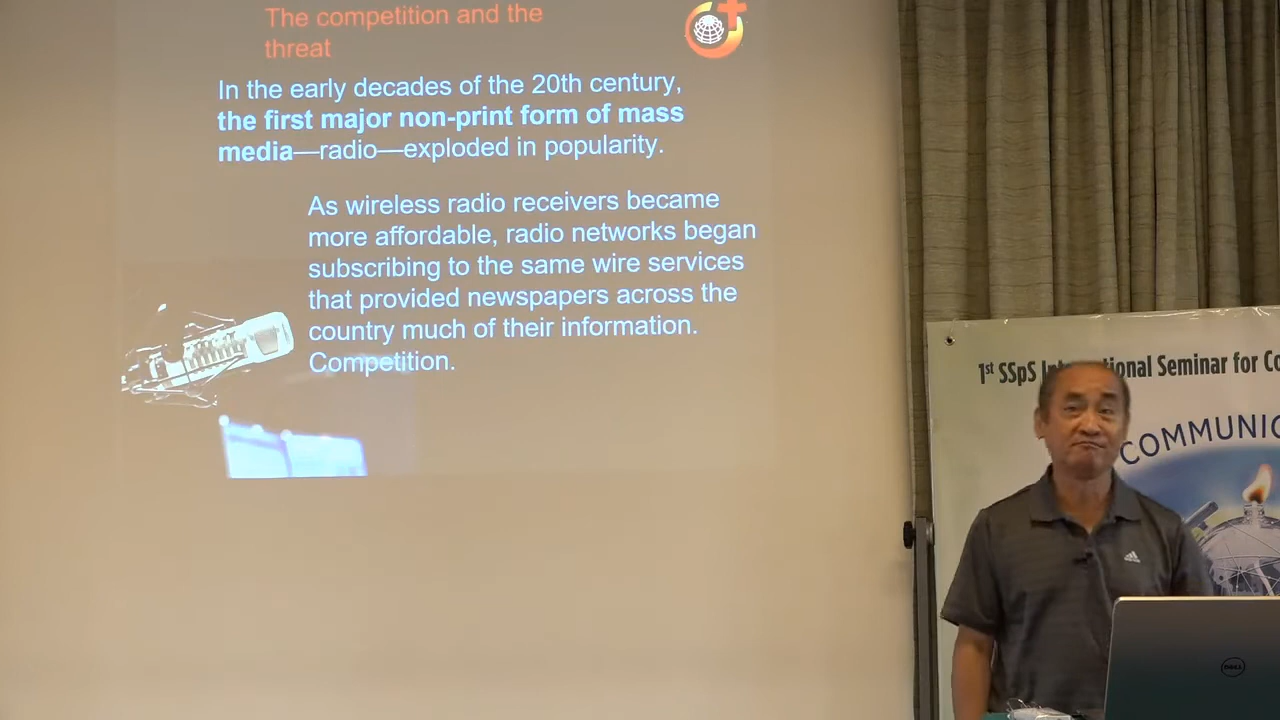 The competition and the
threat
In the early decades of the 20th century,
the first major non-print form of mass
media—radio—exploded in popularity.
As wireless radio receivers became
more affordable, radio networks began
subscribing to the same wire services
that provided newspapers across the
country much of their information.
Competition.
1st SSpS International Seminar for Co
COMMUNIC
DELL